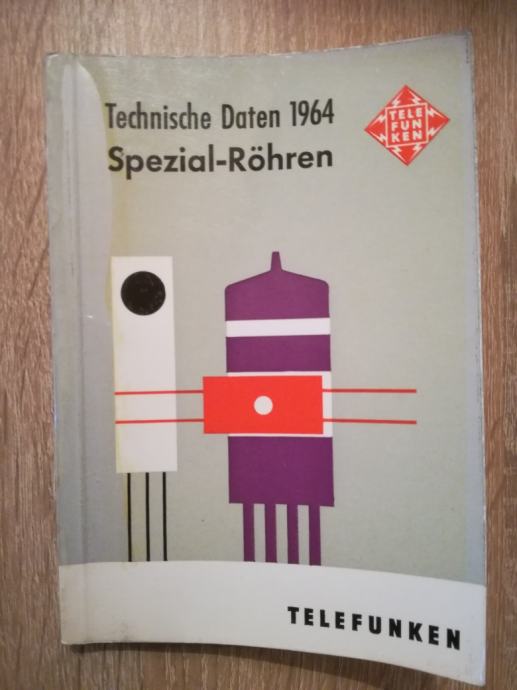 Technische Daten 1964
Spezial-Röhren
TELE
FUN
KEN
TELEFUNKEN